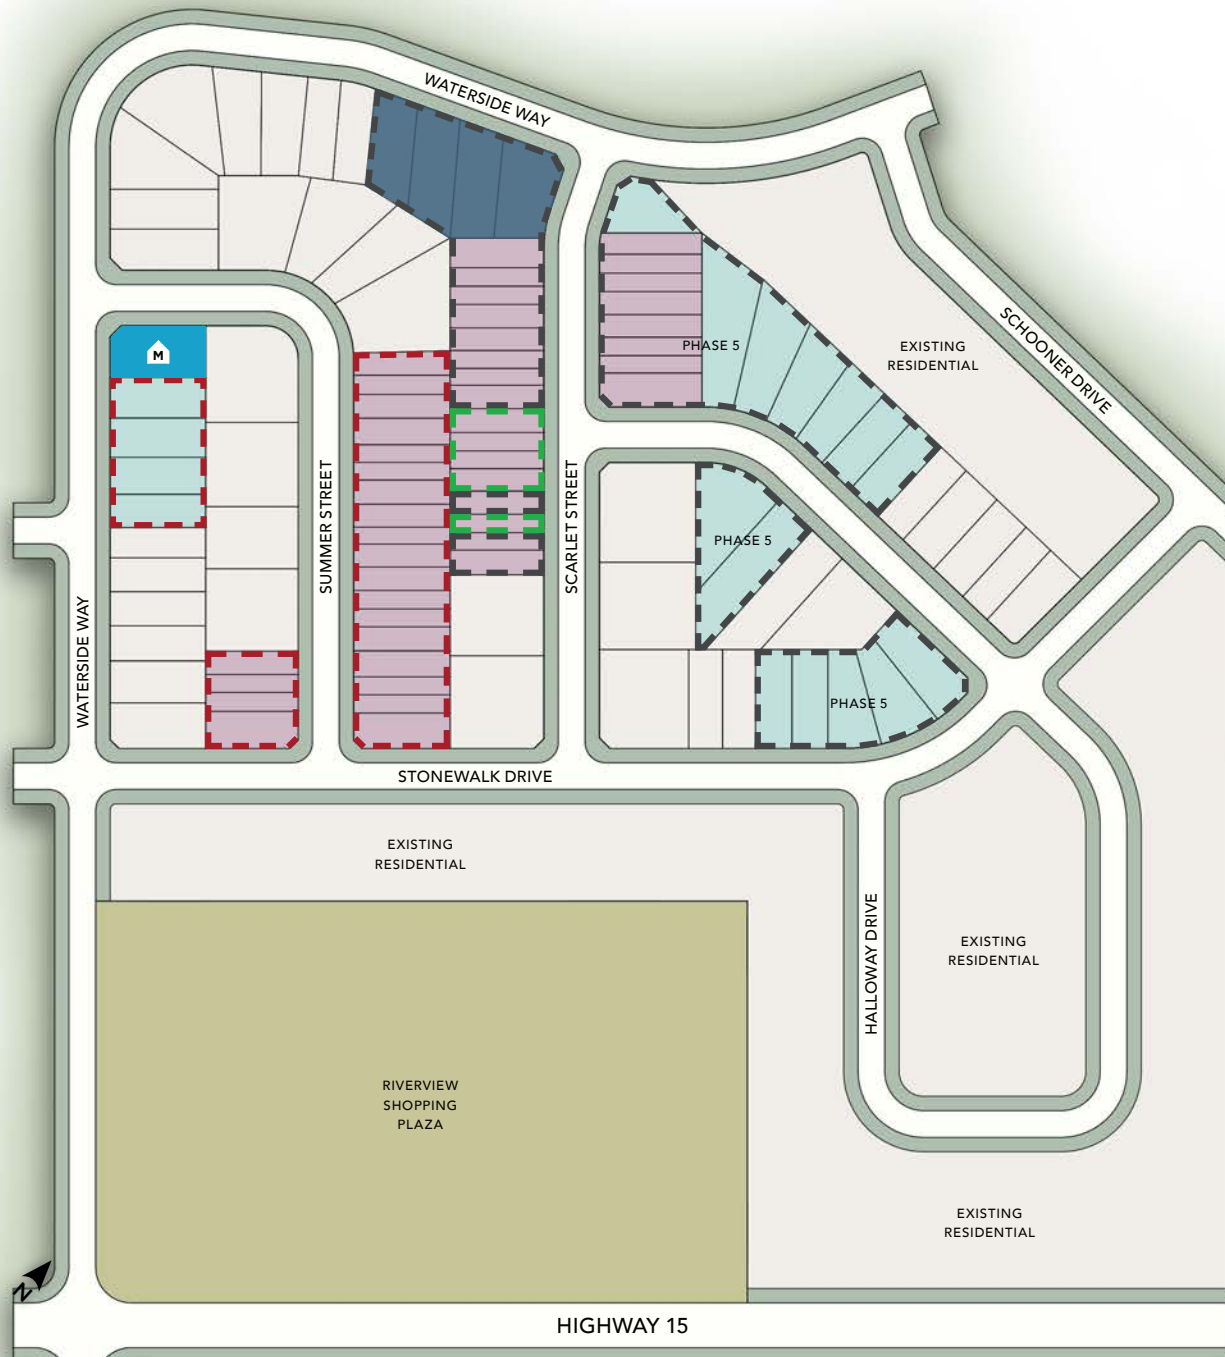 WATERSIDE WAY
SCHOONER DRIVE
PHASE 5
EXISTING
RESIDENTIAL
M
SUMMER STREET
SCARLET STREET
PHASE 5
WATERSIDE WAY
PHASE 5
STONEWALK DRIVE
EXISTING
RESIDENTIAL
HALLOWAY DRIVE
EXISTING
RESIDENTIAL
RIVERVIEW
SHOPPING
PLAZA
EXISTING
RESIDENTIAL
N
HIGHWAY 15